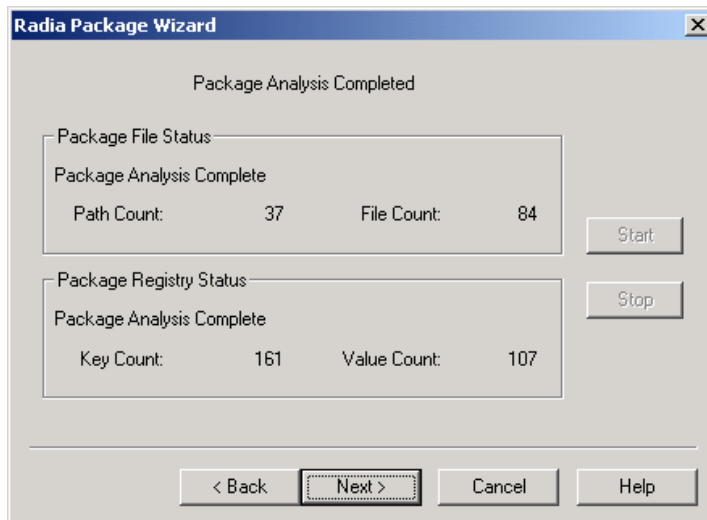 Radia Package Wizard
Package Analysis Completed
Package File Status
Package Analysis Complete
Path Count: 37 File Count: 84
Start
Package Registry Status
Stop
Package Analysis Complete
Key Count: 161 Value Count: 107
< Back Next > Cancel Help